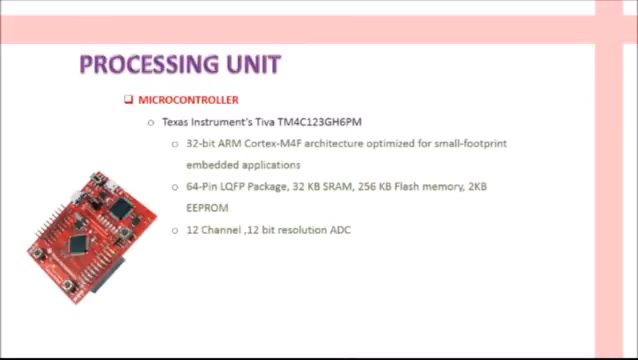 PROCESSING UNIT
MICROCONTROLLER
Texas Instrument's Tiva TM4C123GH6PM
32-bit ARM Cortex-M4F architecture optimized for small-footprint
embedded applications
64-Pin LQFP Package, 32 KB SRAM, 256 KB Flash memory, 2KB
EEPROM
12 Channel ,12 bit resolution ADC